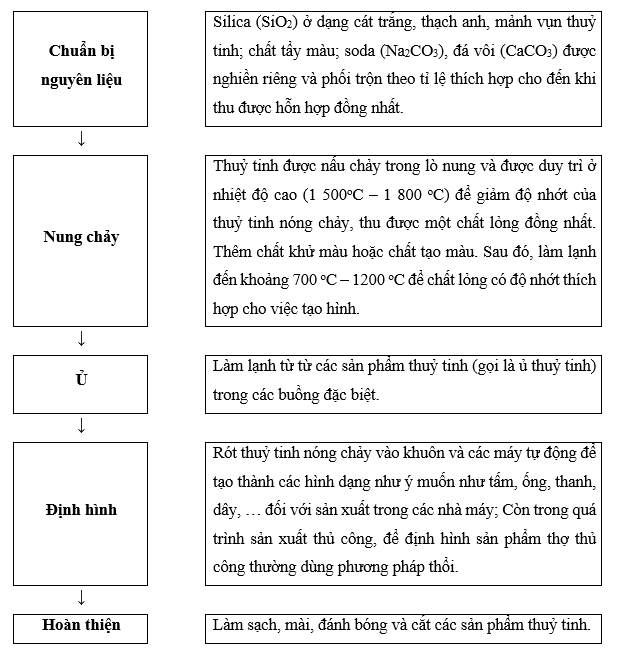 Chuẩn bị
nguyên liệu
Silica (SiO₂) ở dạng cát trắng, thạch anh, mảnh vụn thuỷ
tinh; chất tẩy màu; soda (Na₂CO₃), đá vôi (CaCO₃) được
nghiền riêng và phối trộn theo tỉ lệ thích hợp cho đến khi
thu được hỗn hợp đồng nhất.
↓
Nung chảy
Thuỷ tinh được nấu chảy trong lò nung và được duy trì ở
nhiệt độ cao (1 500°C – 1 800 °C) để giảm độ nhớt của
thuỷ tinh nóng chảy, thu được một chất lỏng đồng nhất.
Thêm chất khử màu hoặc chất tạo màu. Sau đó, làm lạnh
đến khoảng 700 °C – 1200 °C để chất lỏng có độ nhớt thích
hợp cho việc tạo hình.
↓
Ủ
Làm lạnh từ từ các sản phẩm thuỷ tinh (gọi là ủ thuỷ tinh)
trong các buồng đặc biệt.
↓
Định hình
Rót thuỷ tinh nóng chảy vào khuôn và các máy tự động để
tạo thành các hình dạng như ý muốn như tấm, ống, thanh,
dây, … đối với sản xuất trong các nhà máy; Còn trong quá
trình sản xuất thủ công, để định hình sản phẩm thợ thủ
công thường dùng phương pháp thổi.
↓
Hoàn thiện
Làm sạch, mài, đánh bóng và cắt các sản phẩm thuỷ tinh.